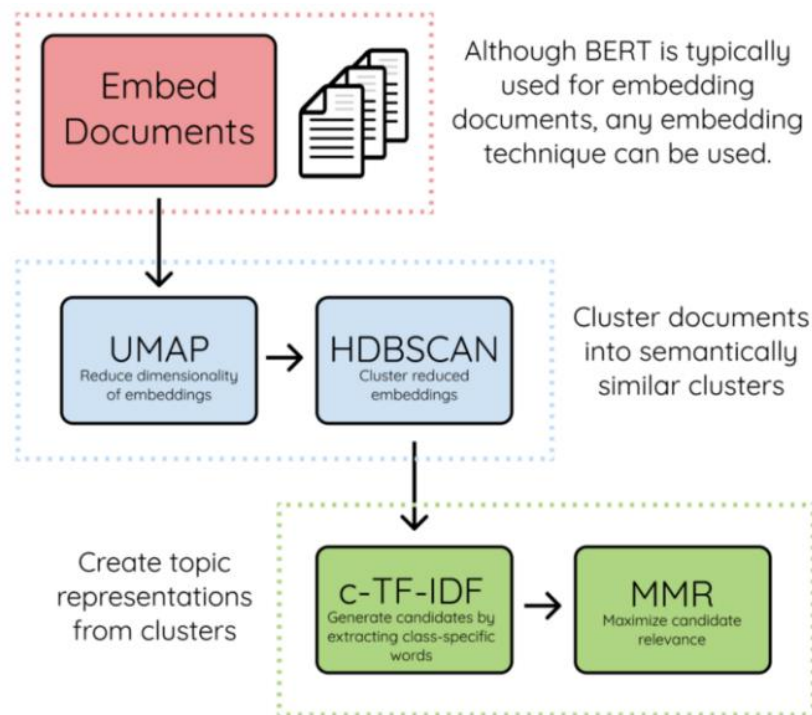 Embed
Documents
Although BERT is typically
used for embedding
documents, any embedding
technique can be used.
UMAP
Reduce dimensionality
of embeddings
HDBSCAN
Cluster reduced
embeddings
Cluster documents
into semantically
similar clusters
Create topic
representations
from clusters
c-TF-IDF
Generate candidates by
extracting class-specific
words
MMR
Maximize candidate
relevance